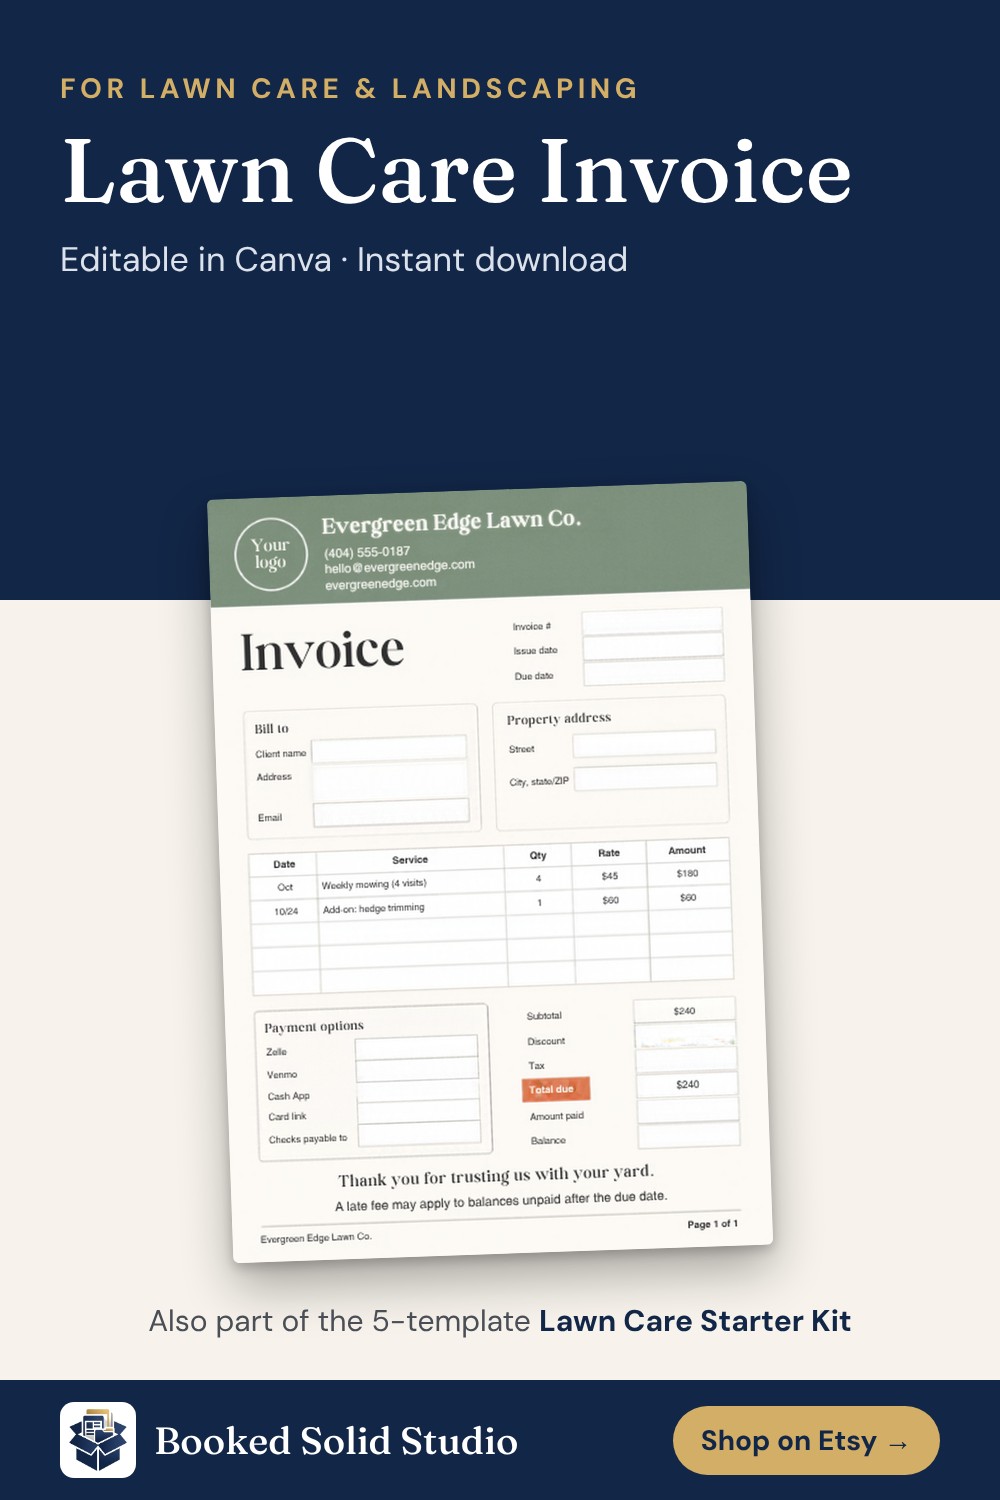 FOR LAWN CARE & LANDSCAPING
Lawn Care Invoice
Editable in Canva · Instant download
Your
logo
Evergreen Edge Lawn Co.
(404) 555-0187
hello@evergreenedge.com
evergreenedge.com
Invoice
Invoice #
Issue date
Due date
Bill to
Client name
Address
Email
Property address
Street
City, state/ZIP
Date Service Qty Rate Amount
Oct Weekly mowing (4 visits) 4 $45 $180
10/24 Add-on: hedge trimming 1 $60 $60
Payment options
Zelle
Venmo
Cash App
Card link
Checks payable to
Subtotal $240
Discount
Tax
Total due $240
Amount paid
Balance
Thank you for trusting us with your yard.
A late fee may apply to balances unpaid after the due date.
Evergreen Edge Lawn Co.
Page 1 of 1
Also part of the 5-template Lawn Care Starter Kit
Booked Solid Studio
Shop on Etsy →